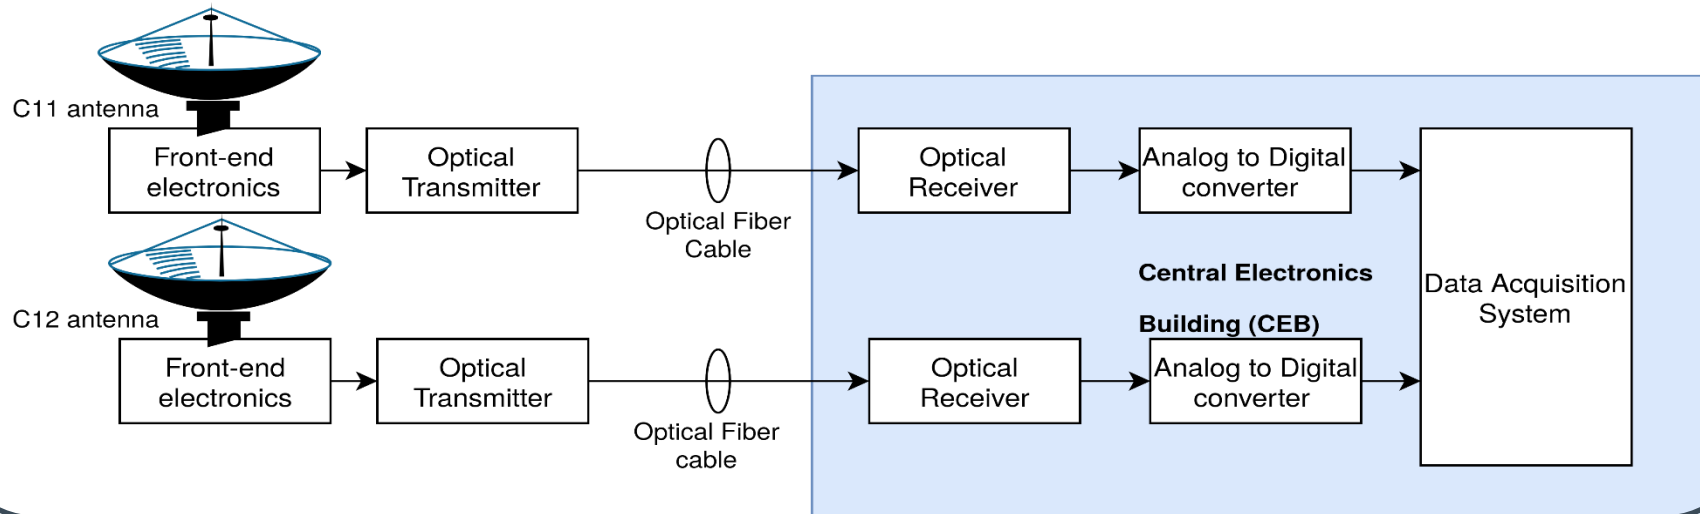 C11 antenna
Front-end
electronics
Optical
Transmitter
Optical Fiber
Cable
Optical
Receiver
Analog to Digital
converter
Central Electronics
Building (CEB)
Data Acquisition
System
C12 antenna
Front-end
electronics
Optical
Transmitter
Optical Fiber
cable
Optical
Receiver
Analog to Digital
converter